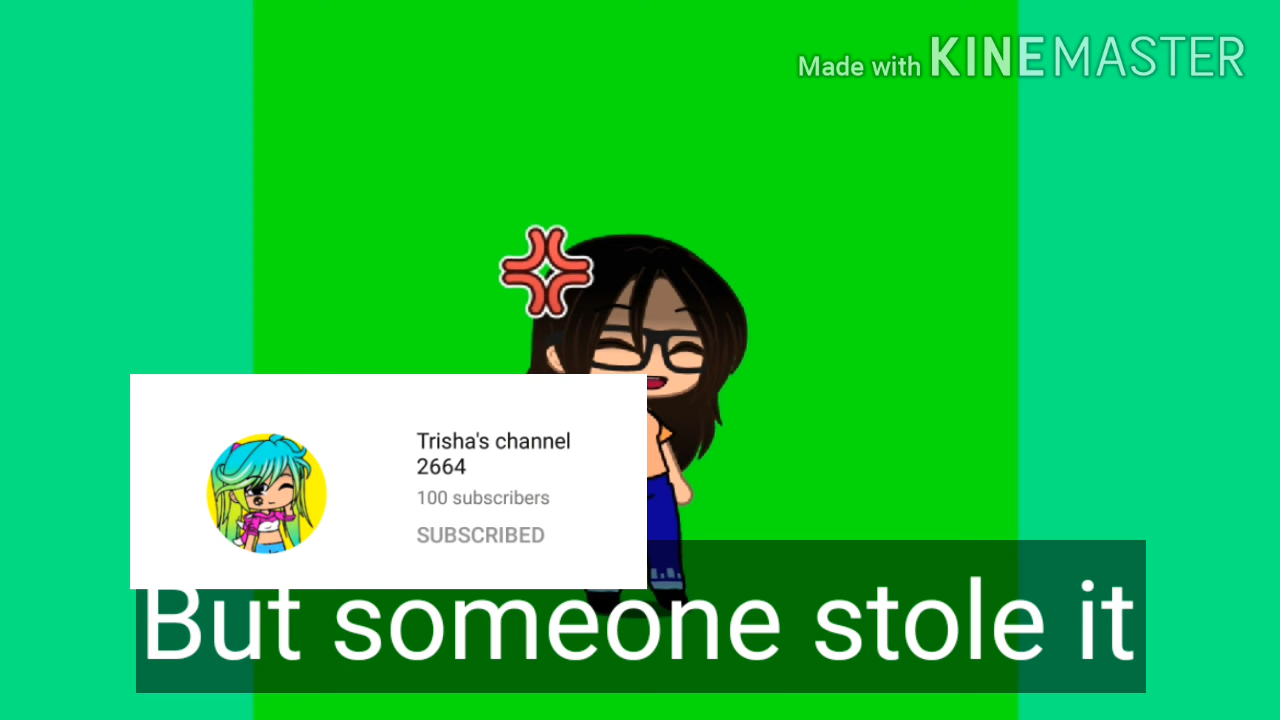 Made with KINEMASTER
Trisha's channel
2664
100 subscribers
SUBSCRIBED
But someone stole it